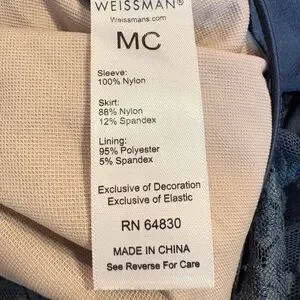 WEISSMAN®
Weissmans.com
MC
Sleeve:
100% Nylon
Skirt:
88% Nylon
12% Spandex
Lining:
95% Polyester
5% Spandex
Exclusive of Decoration
Exclusive of Elastic
RN 64830
MADE IN CHINA
See Reverse For Care